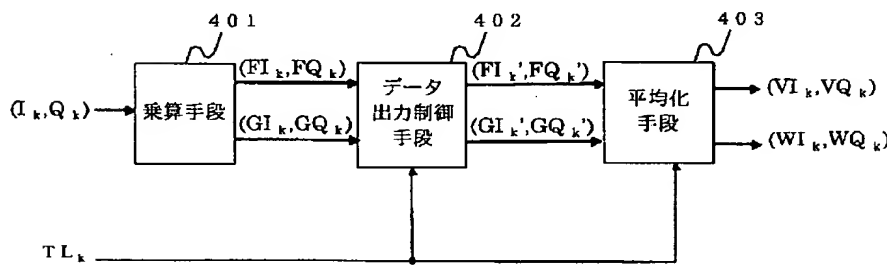 401
402
403
(I k,Q k)
乗算手段
(FI k,FQ k)
(GI k,GQ k)
データ
出力制御
手段
(FI k',FQ k')
(GI k',GQ k')
平均化
手段
(VI k,VQ k)
(WI k,WQ k)
TL k